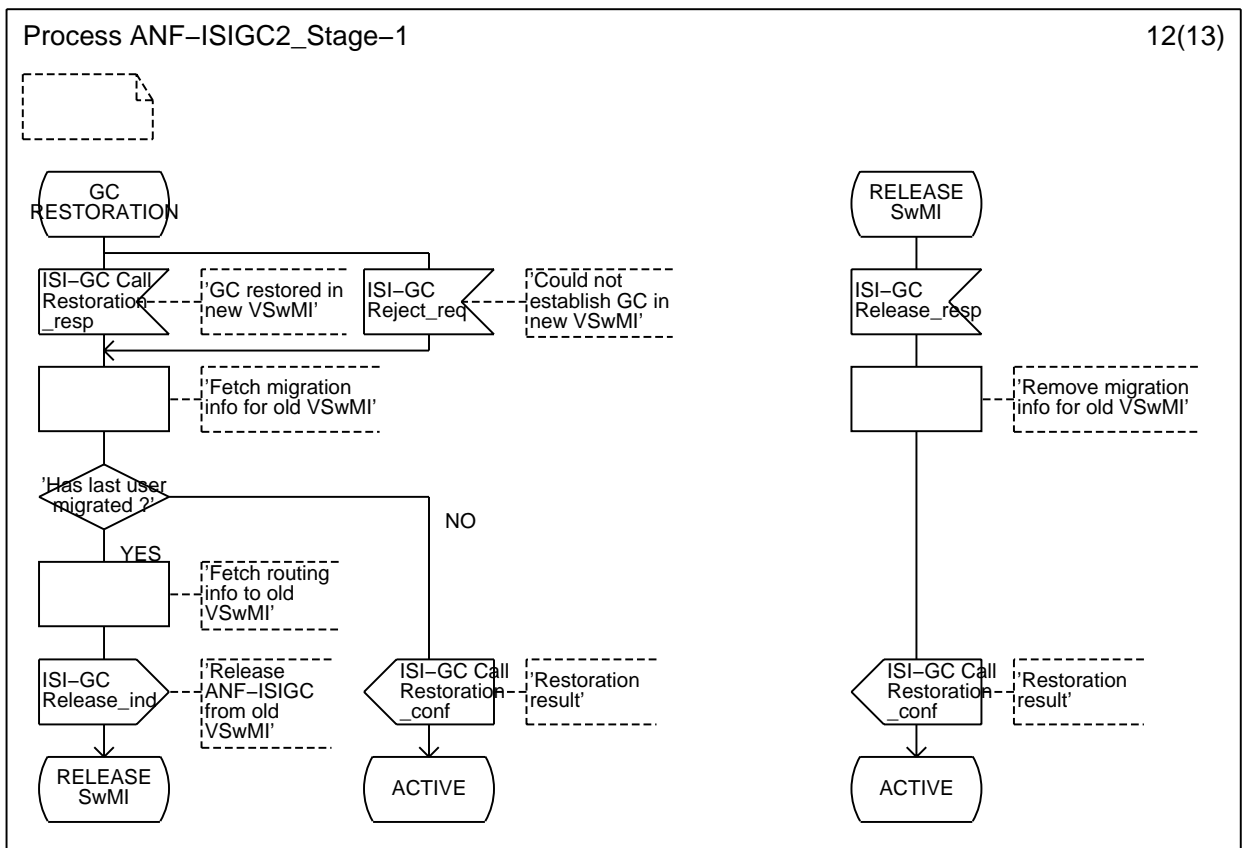 Process ANF−ISIGC2_Stage−1
12(13)
GC
RESTORATION
RELEASE
SwMI
ISI−GC Call
Restoration
_resp
'GC restored in
new VSwMI'
ISI−GC
Reject_req
'Could not
establish GC in
new VSwMI'
ISI−GC
Release_resp
'Fetch migration
info for old VSwMI'
'Remove migration
info for old VSwMI'
'Has last user
migrated ?'
NO
YES
'Fetch routing
info to old
VSwMI'
ISI−GC
Release_ind
'Release
ANF−ISIGC
from old
VSwMI'
ISI−GC Call
Restoration
_conf
'Restoration
result'
ISI−GC Call
Restoration
_conf
'Restoration
result'
RELEASE
SwMI
ACTIVE
ACTIVE